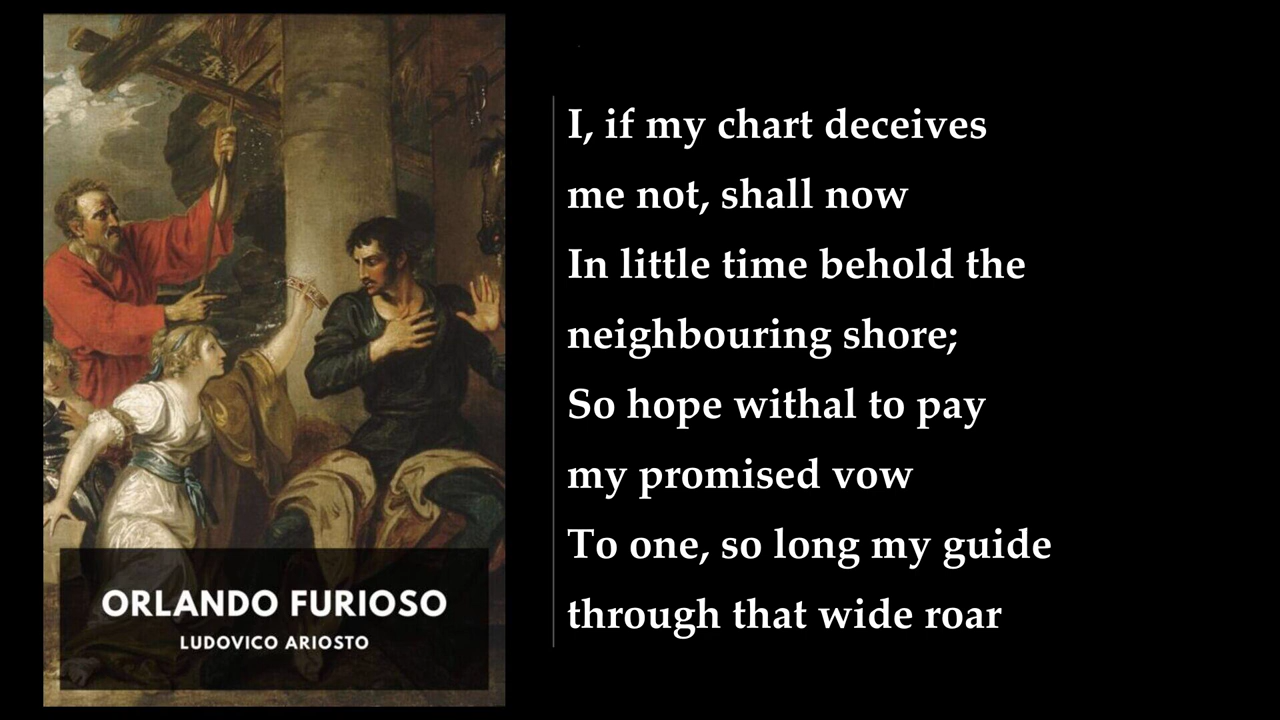 ORLANDO FURIOSO
LUDOVICO ARIOSTO
I, if my chart deceives
me not, shall now
In little time behold the
neighbouring shore;
So hope withal to pay
my promised vow
To one, so long my guide
through that wide roar